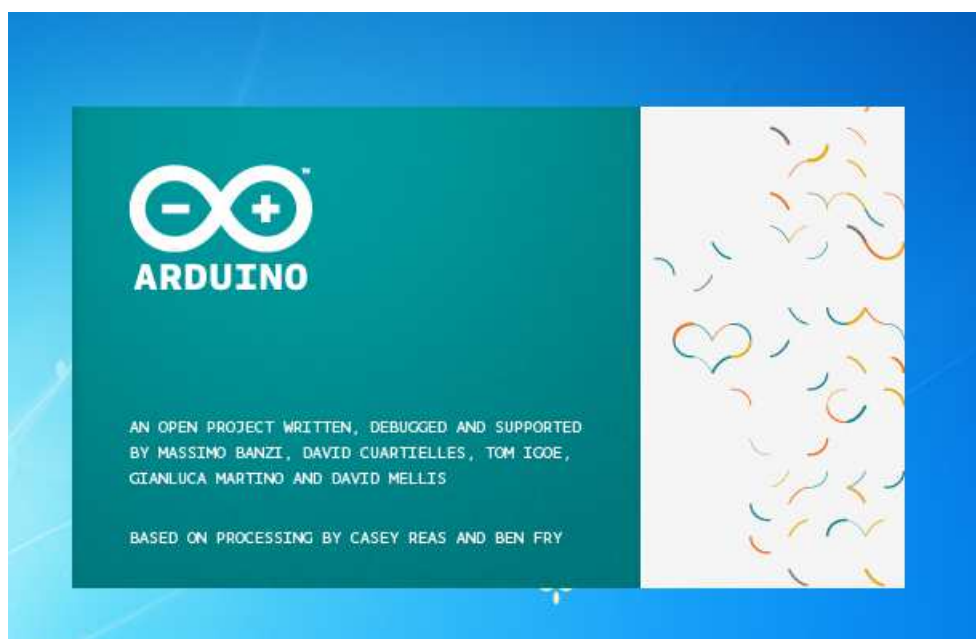 ARDUINO
AN OPEN PROJECT WRITTEN, DEBUGGED AND SUPPORTED
BY MASSIMO BANZI, DAVID CUARTIELLES, TOM IGOE,
GIANLUCA MARTINO AND DAVID MELLIS
BASED ON PROCESSING BY CASEY REAS AND BEN FRY